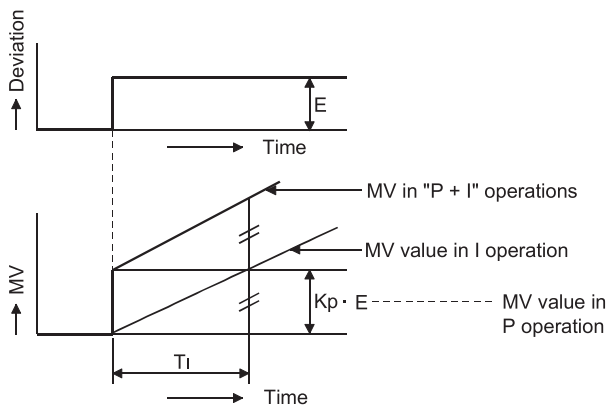 Deviation
E
Time
MV in "P + I" operations
MV value in I operation
MV
Kp · E
MV value in
P operation
TI
Time